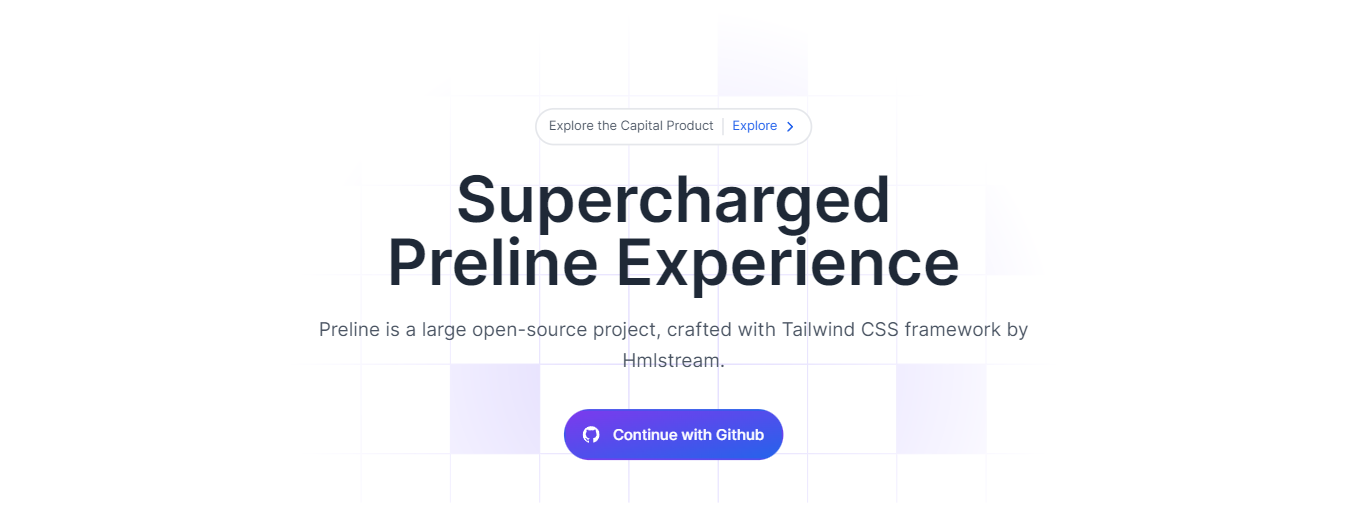 Explore the Capital Product | Explore
Supercharged
Preline Experience
Preline is a large open-source project, crafted with Tailwind CSS framework by
Hmlstream.
Continue with Github